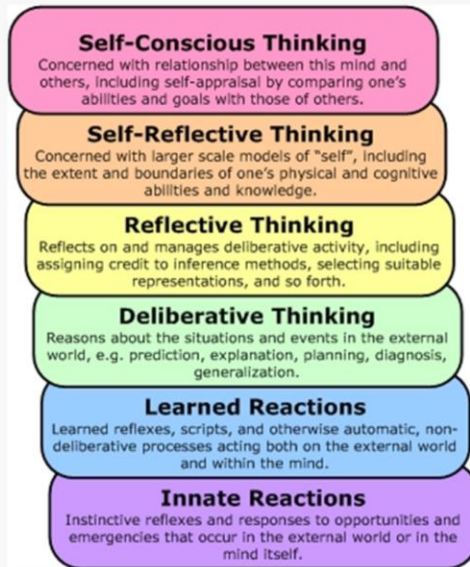 Self-Conscious Thinking
Concerned with relationship between this mind and
others, including self-appraisal by comparing one's
abilities and goals with those of others.
Self-Reflective Thinking
Concerned with larger scale models of "self", including
the extent and boundaries of one's physical and cognitive
abilities and knowledge.
Reflective Thinking
Reflects on and manages deliberative activity, including
assigning credit to inference methods, selecting suitable
representations, and so forth.
Deliberative Thinking
Reasons about the situations and events in the external
world, e.g. prediction, explanation, planning, diagnosis,
generalization.
Learned Reactions
Learned reflexes, scripts, and otherwise automatic, non-
deliberative processes acting both on the external world
and within the mind.
Innate Reactions
Instinctive reflexes and responses to opportunities and
emergencies that occur in the external world or in the
mind itself.